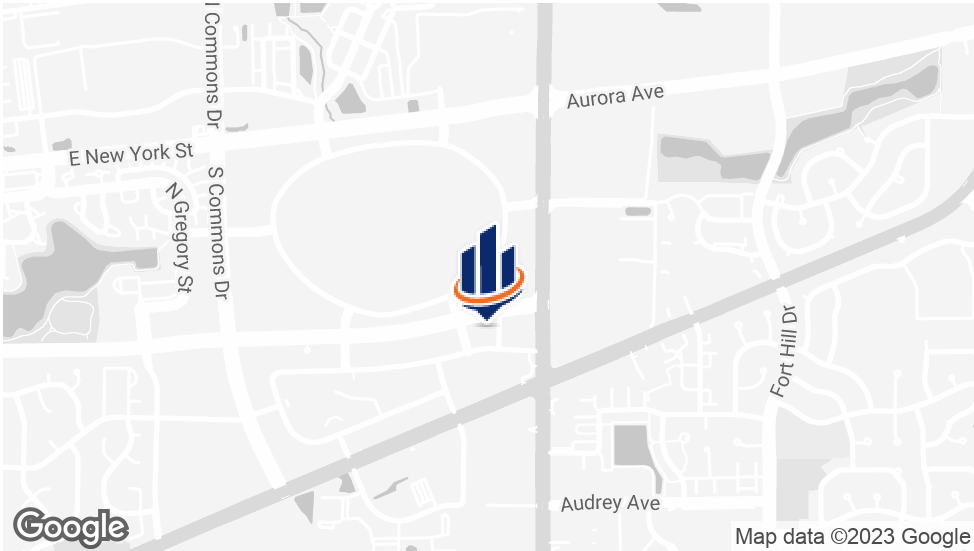 N Commons Dr
Aurora Ave
E New York St
N Gregory St
S Commons Dr
Fort Hill Dr
Audrey Ave
Google
Map data ©2023 Google